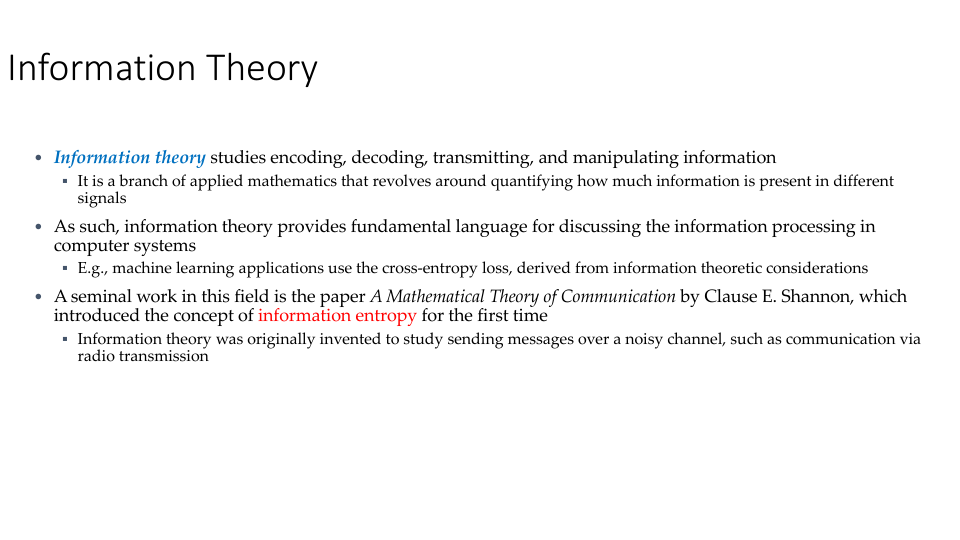 Information Theory
• Information theory studies encoding, decoding, transmitting, and manipulating information
▪ It is a branch of applied mathematics that revolves around quantifying how much information is present in different
signals
• As such, information theory provides fundamental language for discussing the information processing in
computer systems
▪ E.g., machine learning applications use the cross-entropy loss, derived from information theoretic considerations
• A seminal work in this field is the paper A Mathematical Theory of Communication by Clause E. Shannon, which
introduced the concept of information entropy for the first time
▪ Information theory was originally invented to study sending messages over a noisy channel, such as communication via
radio transmission